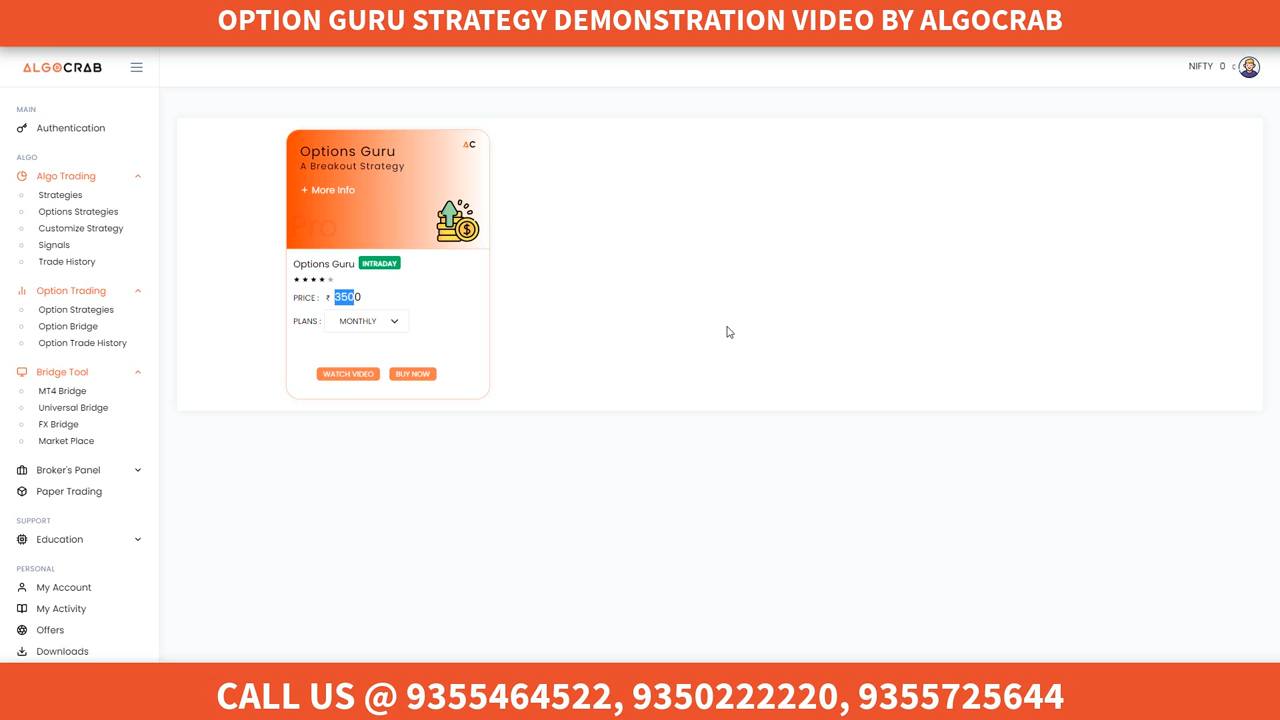 OPTION GURU STRATEGY DEMONSTRATION VIDEO BY ALGOCRAB
ALGOCRAB
NIFTY 0 c
MAIN
Authentication
ALGO
Algo Trading
Strategies
Options Strategies
Customize Strategy
Signals
Trade History
Option Trading
Option Strategies
Option Bridge
Option Trade History
Bridge Tool
MT4 Bridge
Universal Bridge
FX Bridge
Market Place
Broker's Panel
Paper Trading
SUPPORT
Education
PERSONAL
My Account
My Activity
Offers
Downloads
Options Guru
AC
A Breakout Strategy
+ More Info
Pro
Options Guru INTRADAY
PRICE : ₹ 3500
PLANS : MONTHLY
WATCH VIDEO BUY NOW
CALL US @ 9355464522, 9350222220, 9355725644